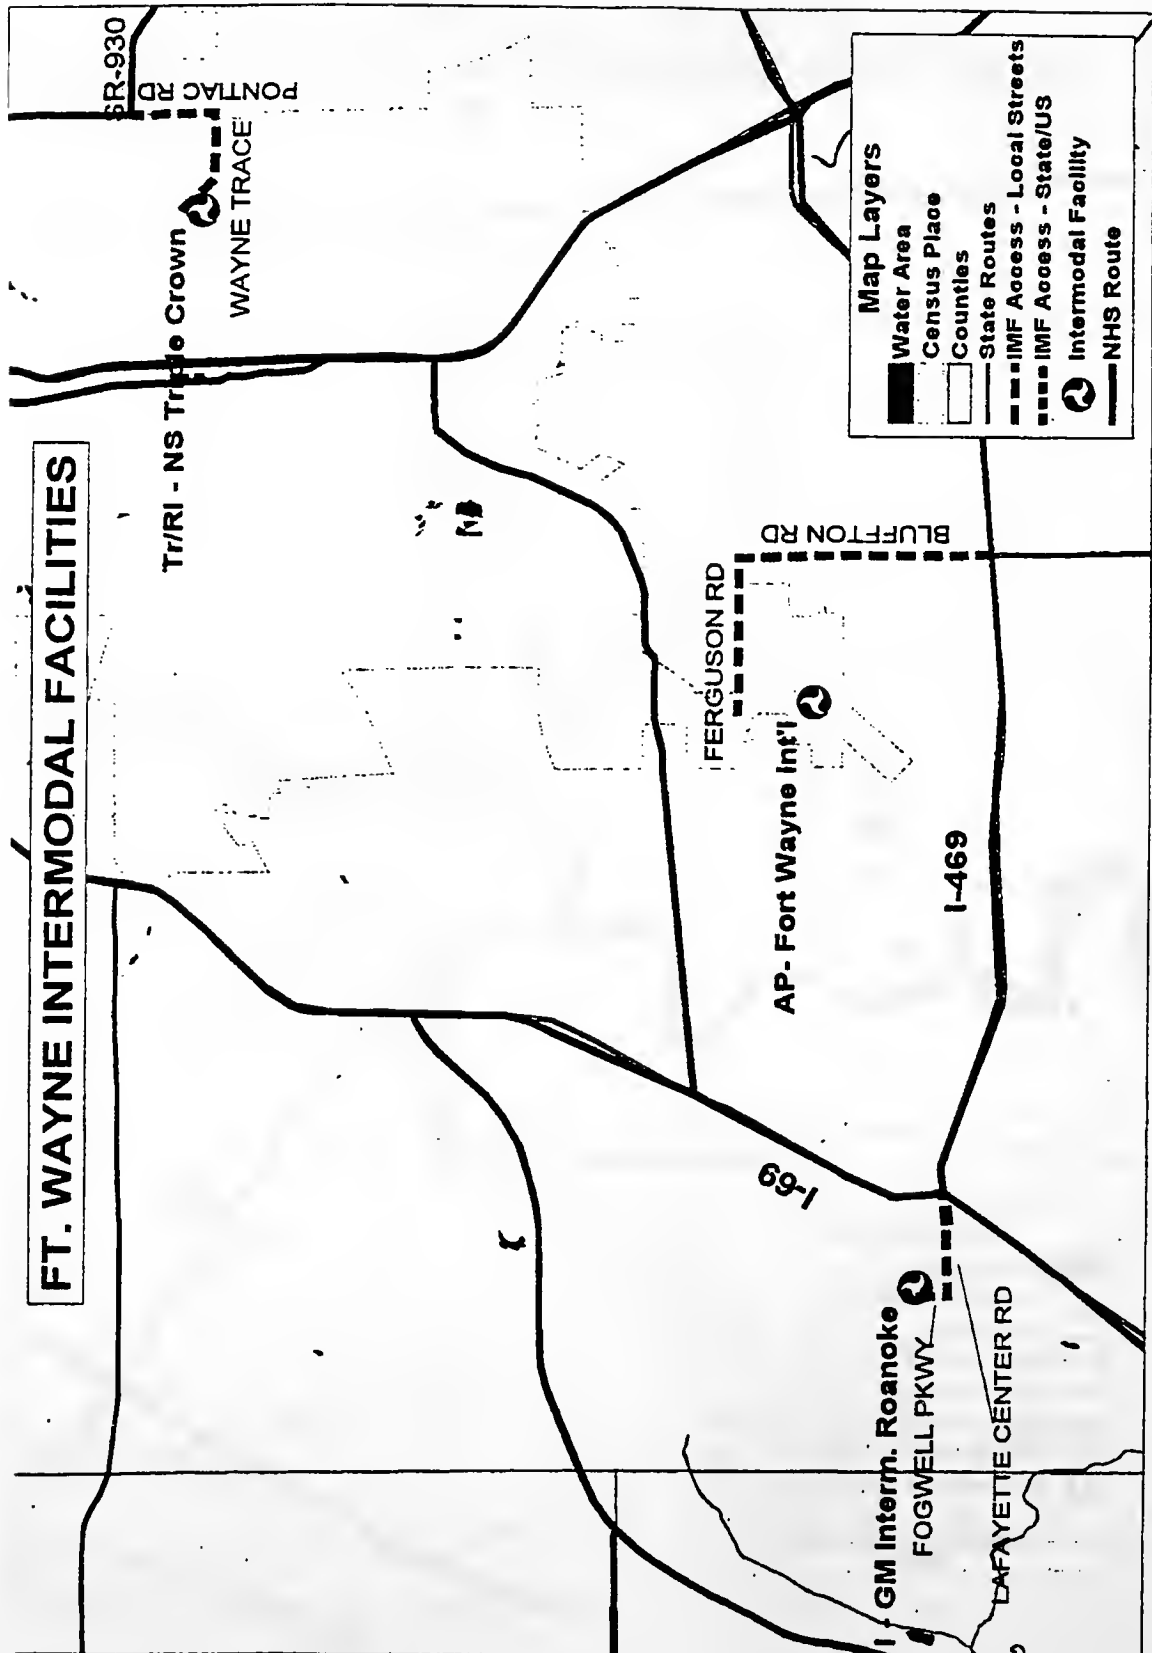 FT. WAYNE INTERMODAL FACILITIES
SR-930
PONTIAC RD
WAYNE TRACE
Tr/RI - NS Triple Crown
FERGUSON RD
BLUFFTON RD
AP- Fort Wayne Int'l
I-469
I-69
I - GM Interm. Roanoke
FOGWELL PKWY
LAFAYETTE CENTER RD
Map Layers
Water Area
Census Place
Counties
State Routes
IMF Access - Local Streets
IMF Access - State/US
Intermodal Facility
NHS Route